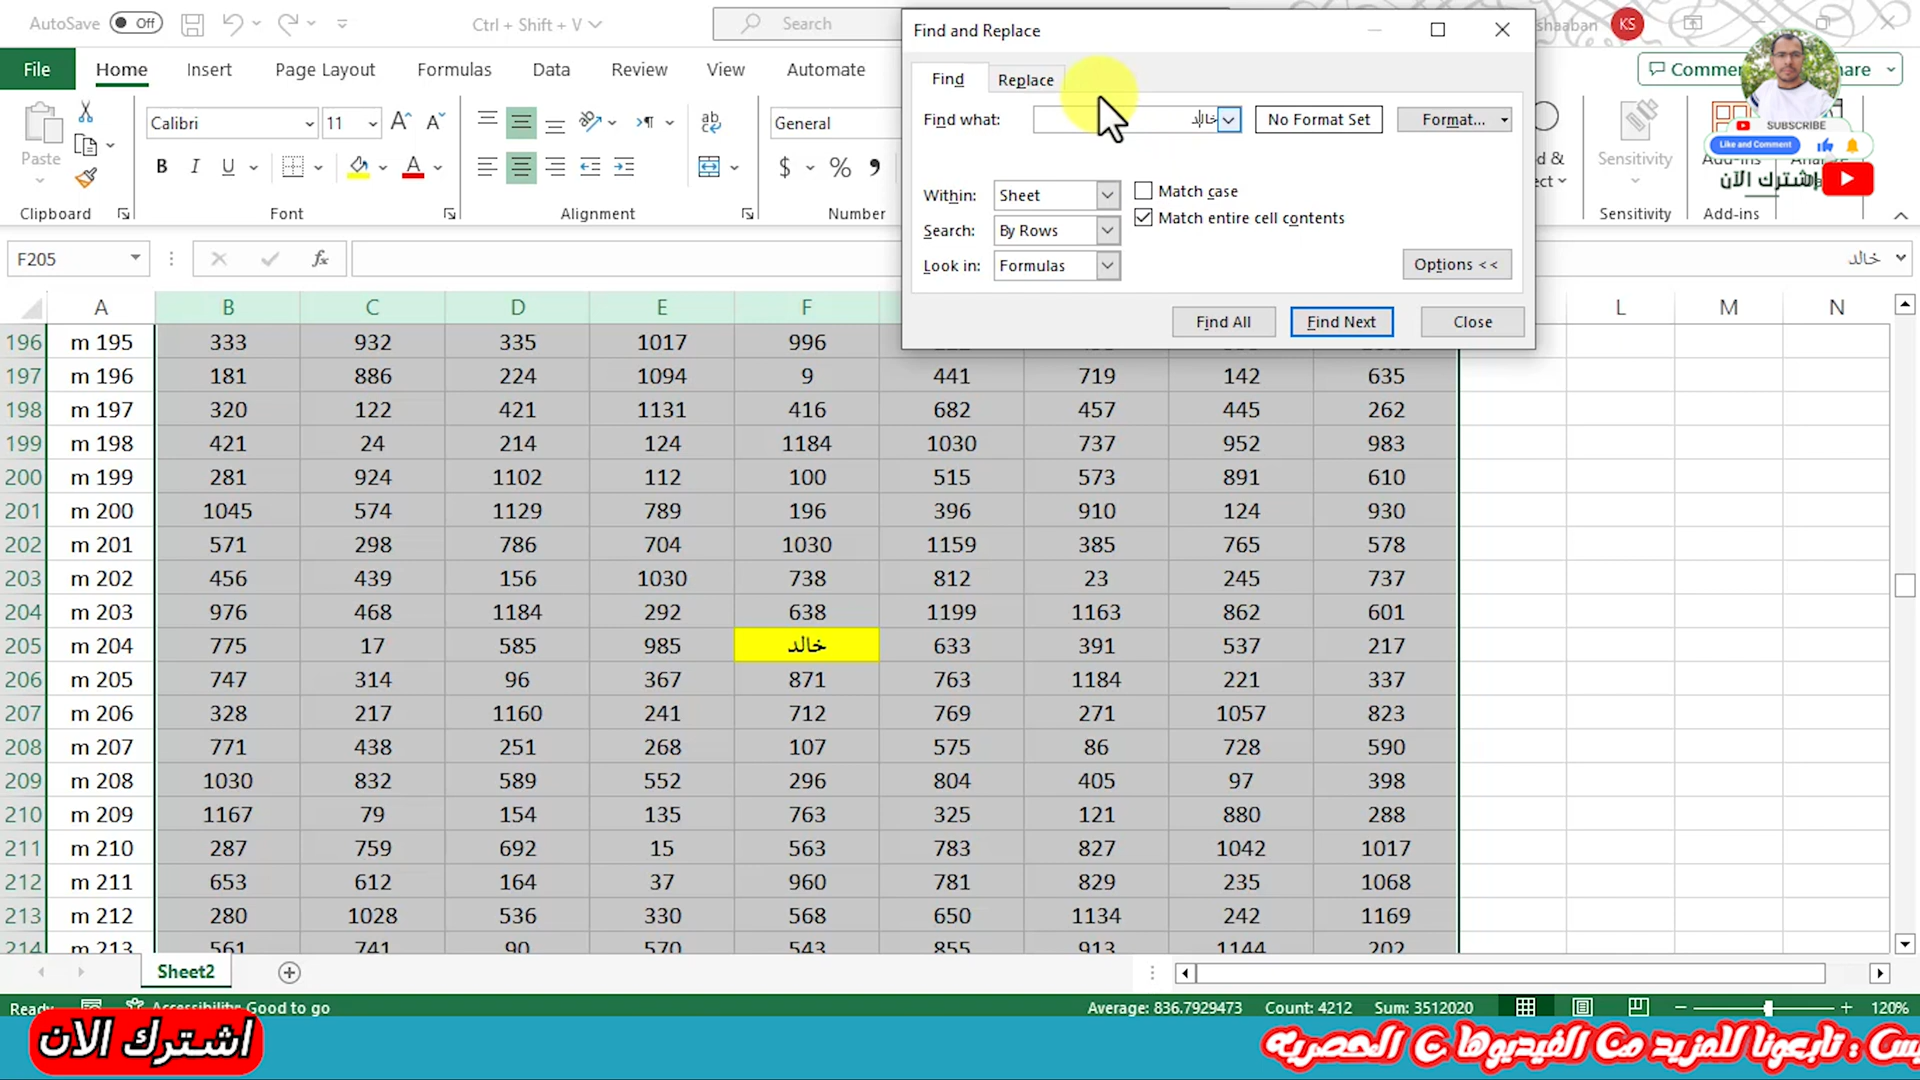 AutoSave Off Ctrl + Shift + V Search shaaban KS
Find and Replace
File Home Insert Page Layout Formulas Data Review View Automate
Find Replace
Find what: خالد No Format Set Format...
Within: Sheet Match case
Match entire cell contents
Search: By Rows
Look in: Formulas Options <<
Find All Find Next Close
SUBSCRIBE
Like and Comment
اشترك الآن
Paste Calibri 11 General Sensitivity
Clipboard Font Alignment Number Sensitivity Add-ins
F205 fx خالد
A B C D E F L M N
196 m 195 333 932 335 1017 996
197 m 196 181 886 224 1094 9 441 719 142 635
198 m 197 320 122 421 1131 416 682 457 445 262
199 m 198 421 24 214 124 1184 1030 737 952 983
200 m 199 281 924 1102 112 100 515 573 891 610
201 m 200 1045 574 1129 789 196 396 910 124 930
202 m 201 571 298 786 704 1030 1159 385 765 578
203 m 202 456 439 156 1030 738 812 23 245 737
204 m 203 976 468 1184 292 638 1199 1163 862 601
205 m 204 775 17 585 985 خالد 633 391 537 217
206 m 205 747 314 96 367 871 763 1184 221 337
207 m 206 328 217 1160 241 712 769 271 1057 823
208 m 207 771 438 251 268 107 575 86 728 590
209 m 208 1030 832 589 552 296 804 405 97 398
210 m 209 1167 79 154 135 763 325 121 880 288
211 m 210 287 759 692 15 563 783 827 1042 1017
212 m 211 653 612 164 37 960 781 829 235 1068
213 m 212 280 1028 536 330 568 650 1134 242 1169
214 m 213 561 741 90 570 543 855 913 1144 202
Sheet2
Ready Accessibility: Good to go Average: 836.7929473 Count: 4212 Sum: 3512020 120%
اشترك الان
: تابعونا للمزيد من الفيديوها ت الحصريه